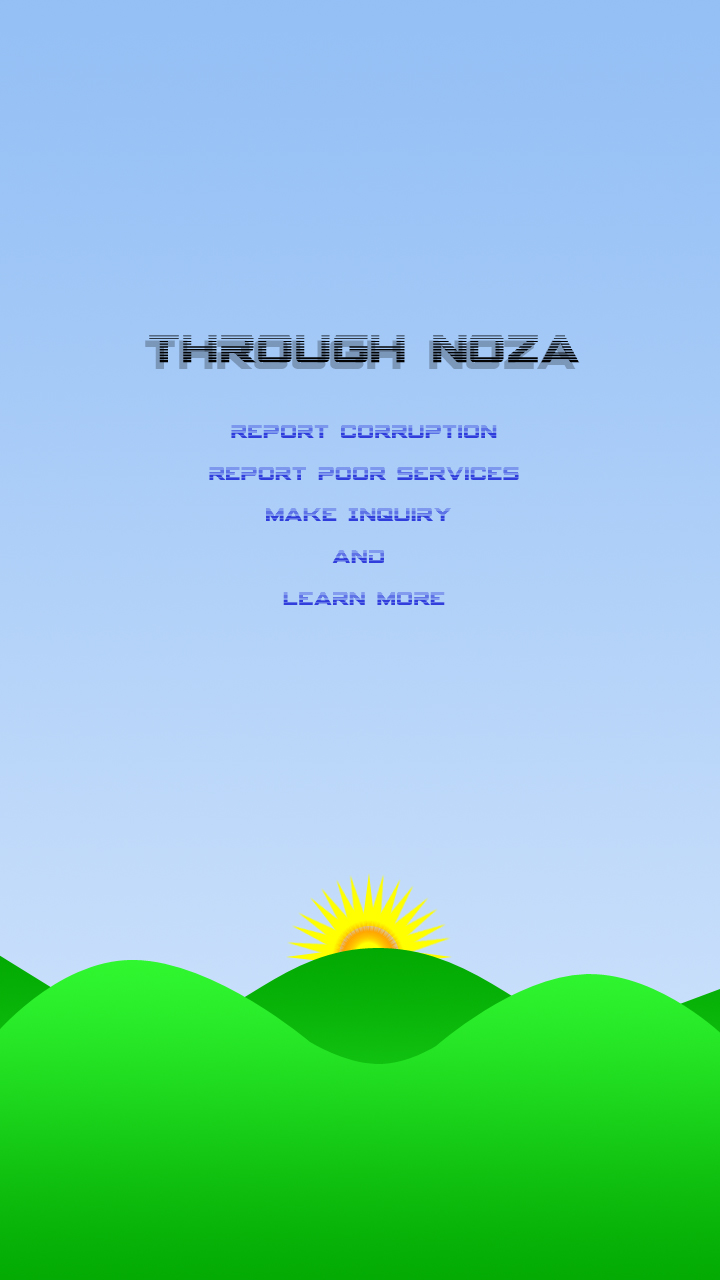 THROUGH NOZA
REPORT CORRUPTION
REPORT POOR SERVICES
MAKE INQUIRY
AND
LEARN MORE